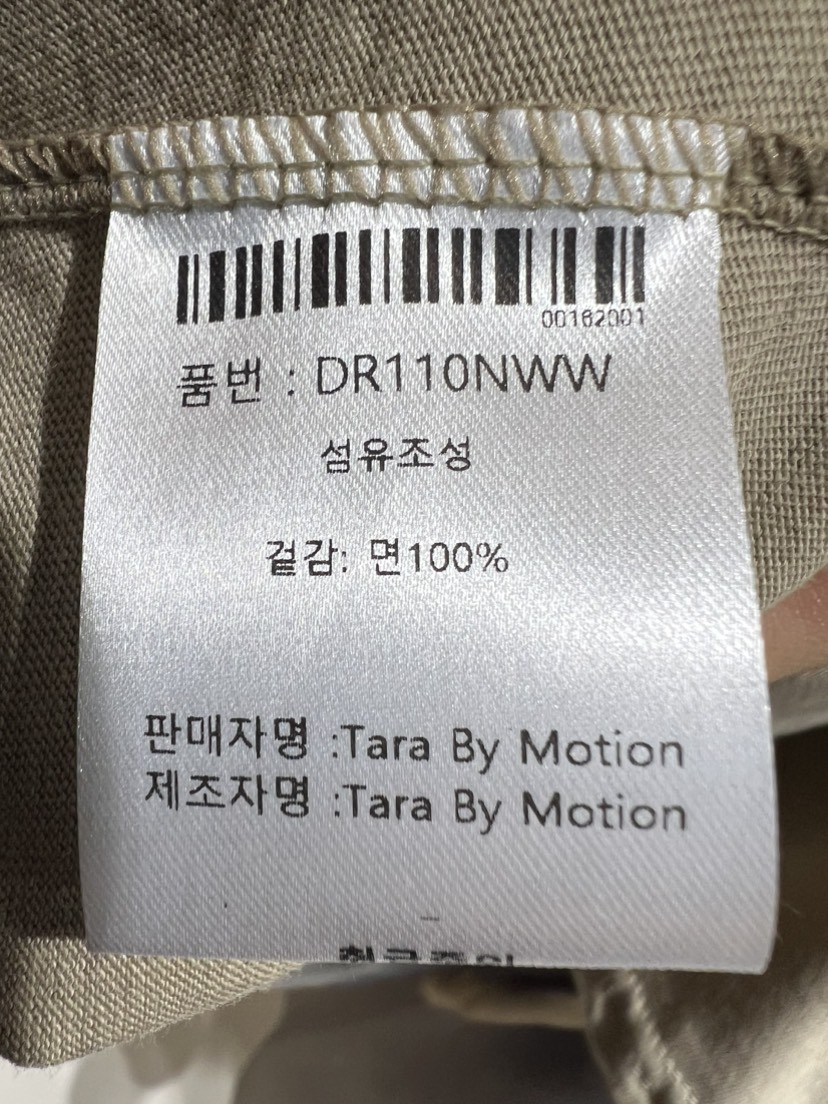 00162001
품번 : DR110NWW
섬유조성
겉감: 면100%
판매자명 :Tara By Motion
제조자명 :Tara By Motion